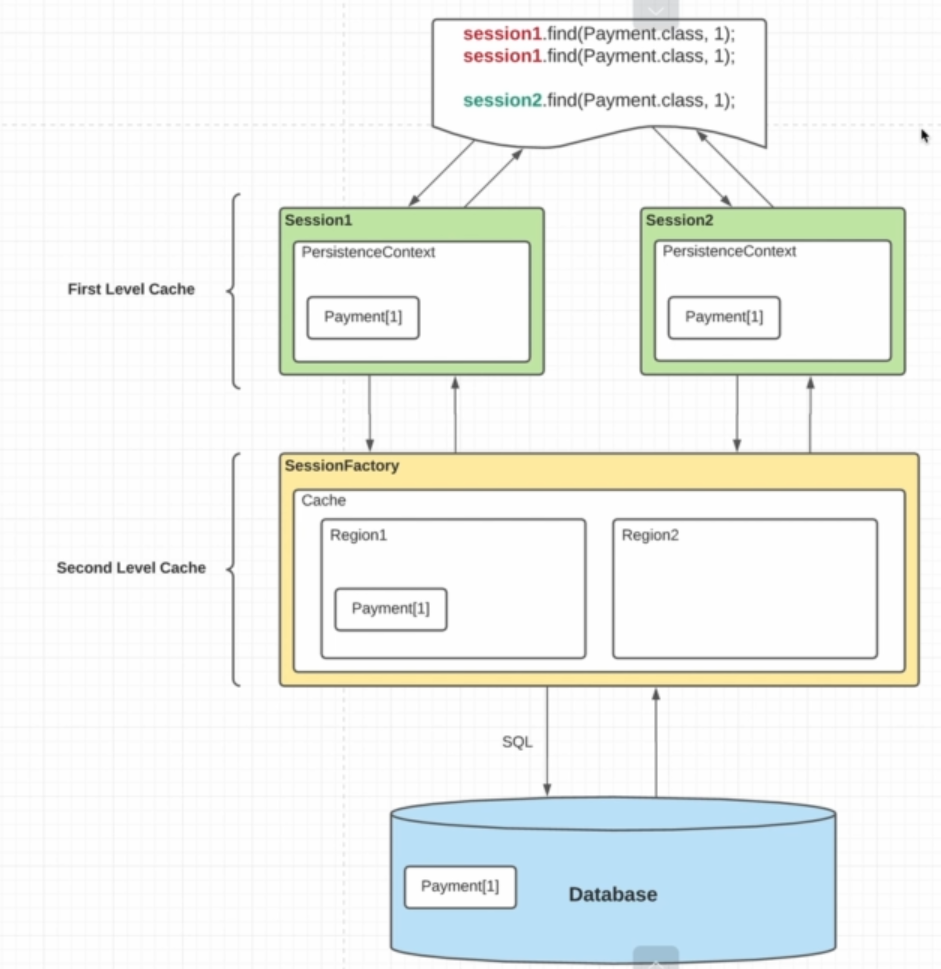 session1.find(Payment.class, 1);
session1.find(Payment.class, 1);
session2.find(Payment.class, 1);
Session1
PersistenceContext
Payment[1]
Session2
PersistenceContext
Payment[1]
First Level Cache
SessionFactory
Cache
Region1
Payment[1]
Region2
Second Level Cache
SQL
Payment[1]
Database